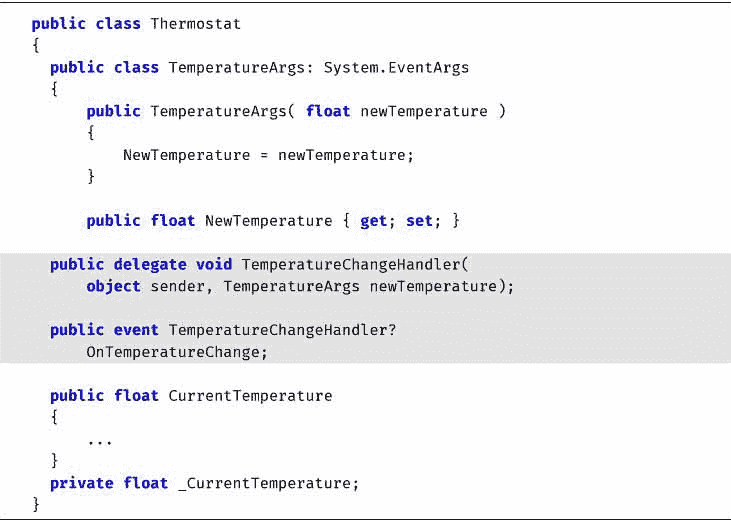 public class Thermostat
{
  public class TemperatureArgs: System.EventArgs
  {
      public TemperatureArgs( float newTemperature )
      {
          NewTemperature = newTemperature;
      }

      public float NewTemperature { get; set; }

  public delegate void TemperatureChangeHandler(
      object sender, TemperatureArgs newTemperature);

  public event TemperatureChangeHandler?
      OnTemperatureChange;

  public float CurrentTemperature
  {
      ...
  }
  private float _CurrentTemperature;
}